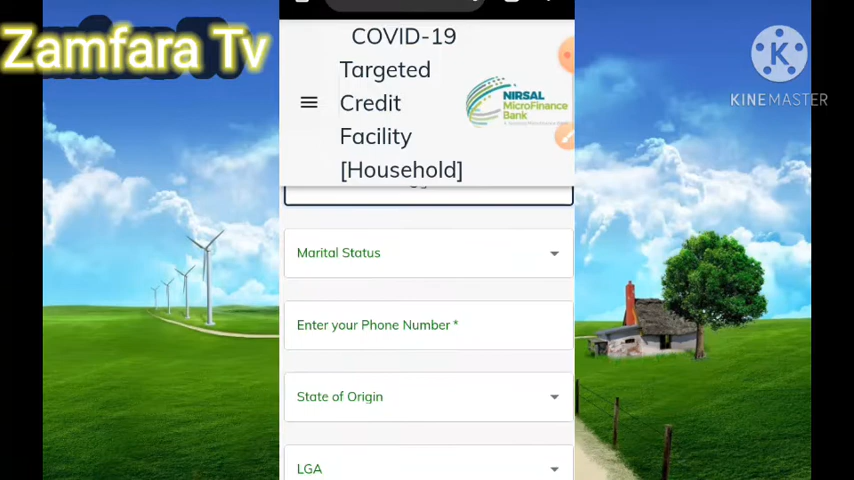 Zamfara Tv
COVID-19
Targeted
Credit
Facility
[Household]
NIRSAL
MicroFinance
Bank
K
KINEMASTER
Marital Status
Enter your Phone Number *
State of Origin
LGA